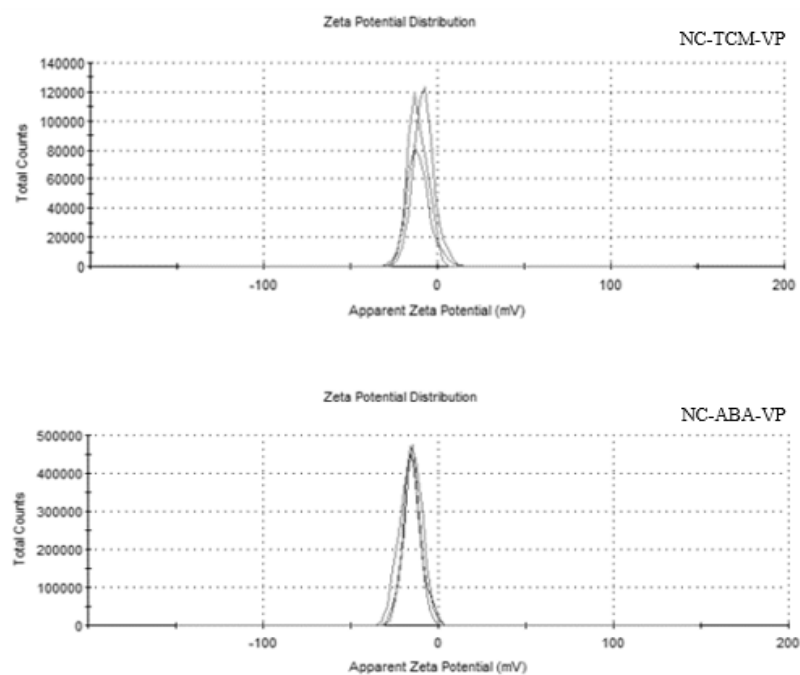 Zeta Potential Distribution
NC-TCM-VP
140000
120000
100000
80000
60000
40000
20000
0
Total Counts
-100 0 100 200
Apparent Zeta Potential (mV)
Zeta Potential Distribution
NC-ABA-VP
500000
400000
300000
200000
100000
0
Total Counts
-100 0 100 200
Apparent Zeta Potential (mV)